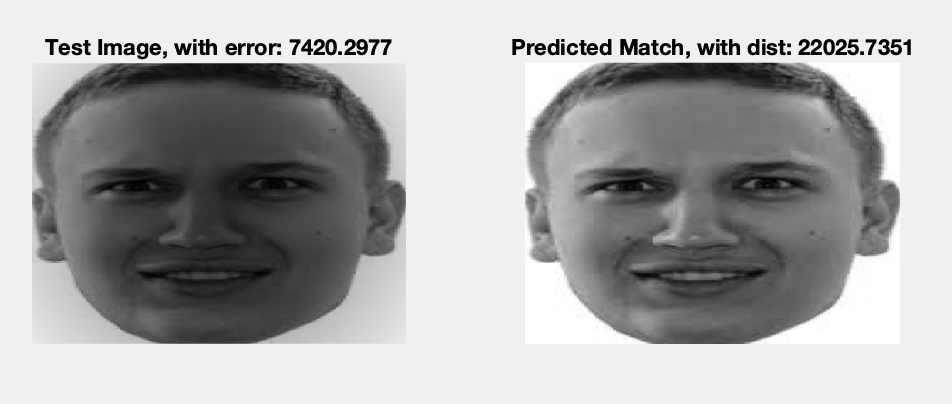 Test Image, with error: 7420.2977
Predicted Match, with dist: 22025.7351